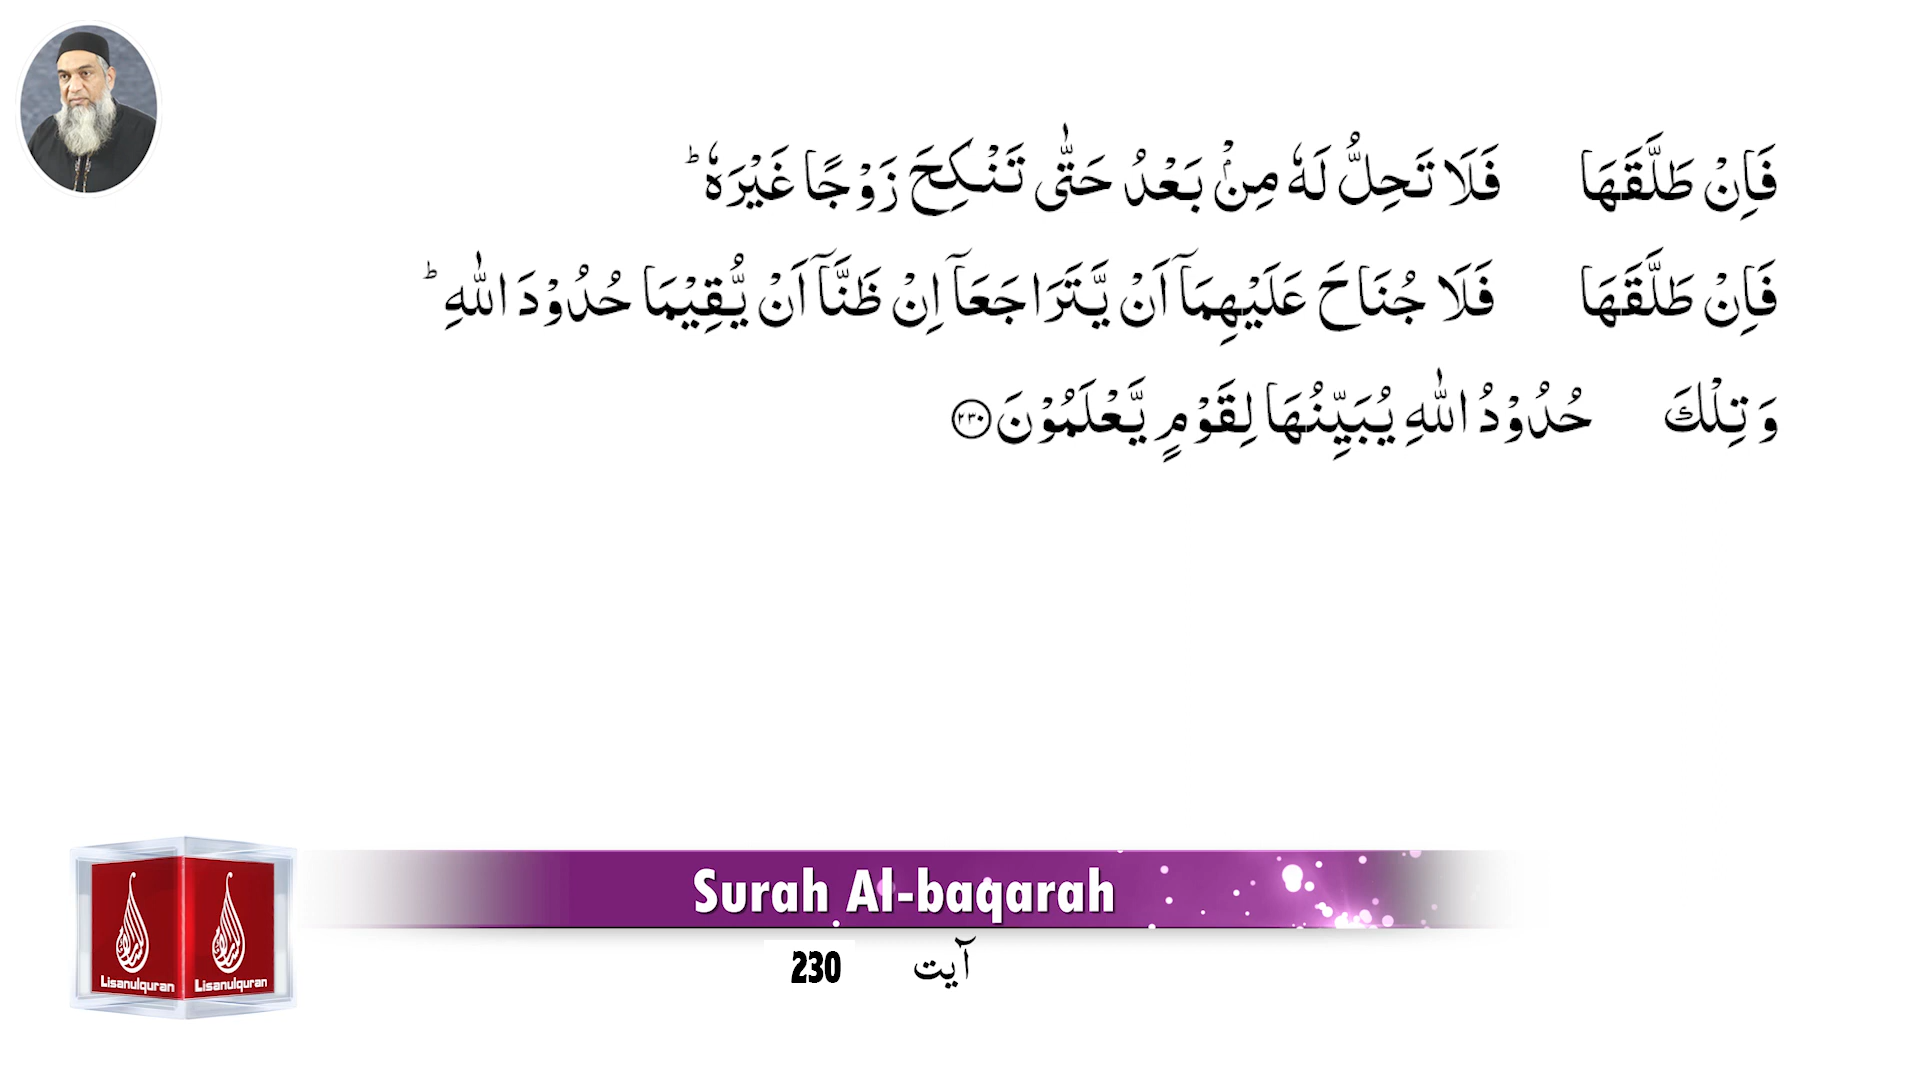 فَاِنْ طَلَّقَهَا فَلَا تَحِلُّ لَهٗ مِنْۢ بَعْدُ حَتّٰى تَنْكِحَ زَوْجًا غَيْرَهٗ ؕ
فَاِنْ طَلَّقَهَا فَلَا جُنَاحَ عَلَيْهِمَاۤ اَنْ يَّتَرَاجَعَاۤ اِنْ ظَنَّاۤ اَنْ يُّقِيْمَا حُدُوْدَ اللّٰهِ ؕ
وَ تِلْكَ حُدُوْدُ اللّٰهِ يُبَيِّنُهَا لِقَوْمٍ يَّعْلَمُوْنَ ۲۳۰
Surah Al-baqarah
آیت 230
Lisanulquran Lisanulquran